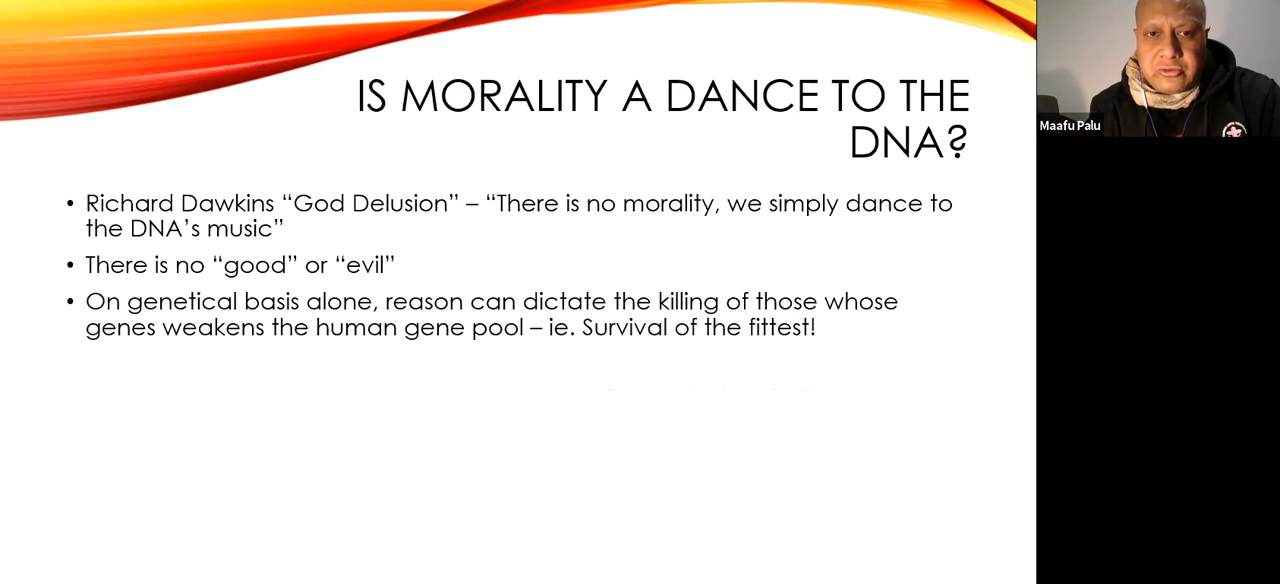 IS MORALITY A DANCE TO THE
DNA?
• Richard Dawkins “God Delusion” – “There is no morality, we simply dance to
the DNA’s music”
• There is no “good” or “evil”
• On genetical basis alone, reason can dictate the killing of those whose
genes weakens the human gene pool – ie. Survival of the fittest!
Maafu Palu